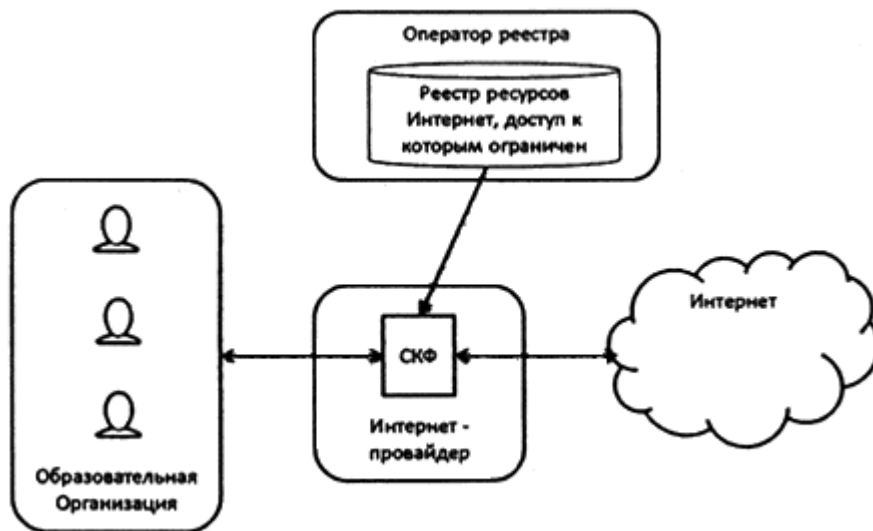 Оператор реестра
Реестр ресурсов
Интернет, доступ к
которым ограничен
Интернет
СКФ
Интернет -
провайдер
Образовательная
Организация